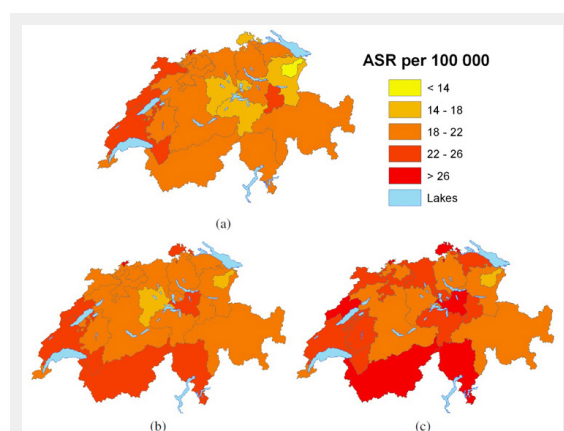 ASR per 100 000
< 14
14 - 18
18 - 22
22 - 26
> 26
Lakes
(a)
(b)
(c)